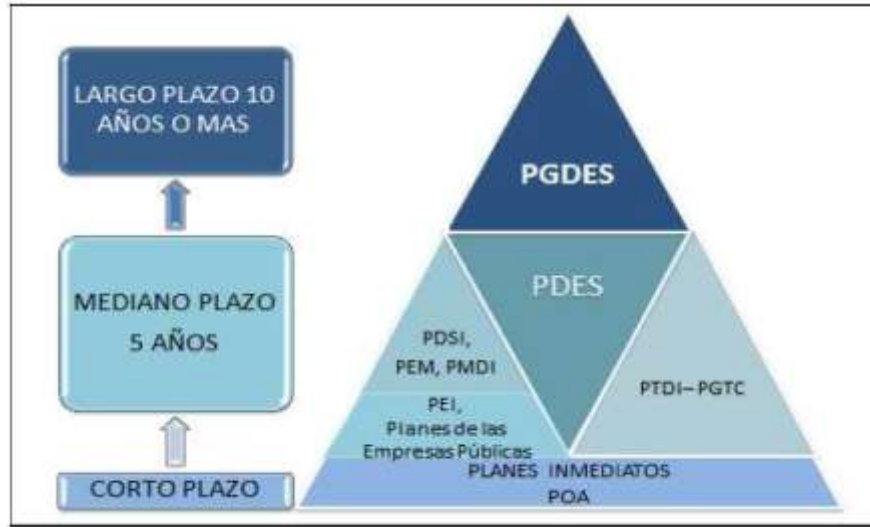 LARGO PLAZO 10
AÑOS O MAS
MEDIANO PLAZO
5 AÑOS
CORTO PLAZO
PGDES
PDES
PDSI,
PEM, PMDI
PEI,
Planes de las
Empresas Públicas
PTDI–PGTC
PLANES INMEDIATOS
POA